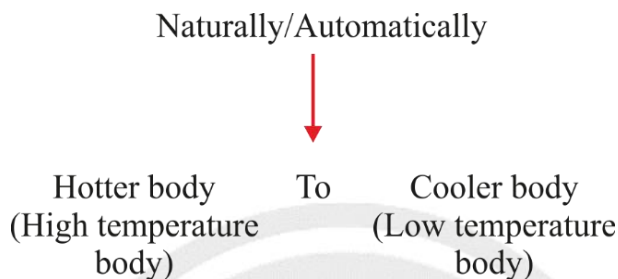 Naturally/Automatically
Hotter body To Cooler body
(High temperature (Low temperature
body) body)